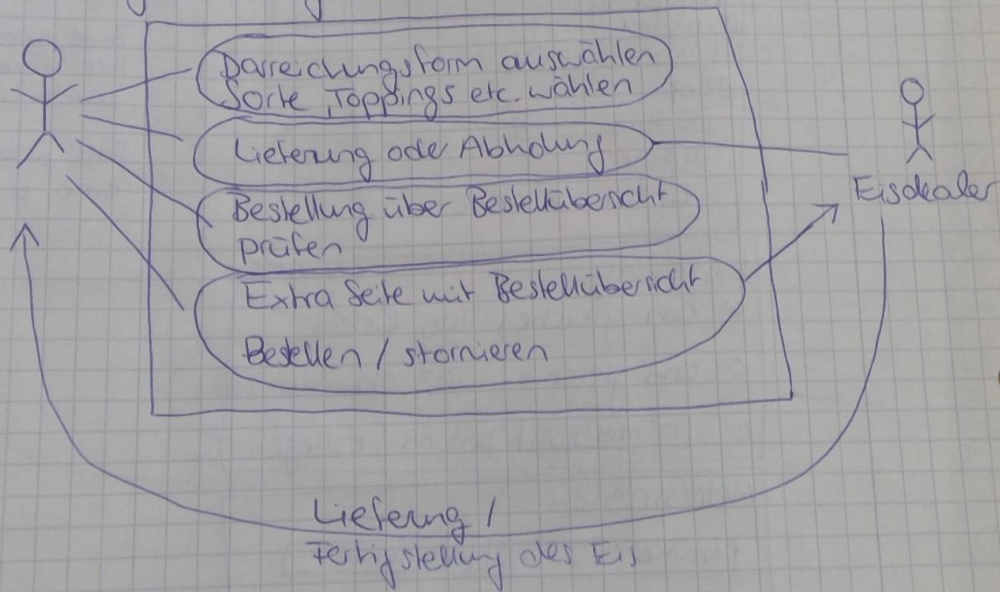 Darreichungsform auswählen
Sorte, Toppings etc. wählen
Lieferung oder Abholung
Bestellung über Bestellübersicht
prüfen
Eisdealer
Extra Seite mit Bestellübersicht
Bestellen / stornieren
Lieferung /
Fertigstellung des Eis